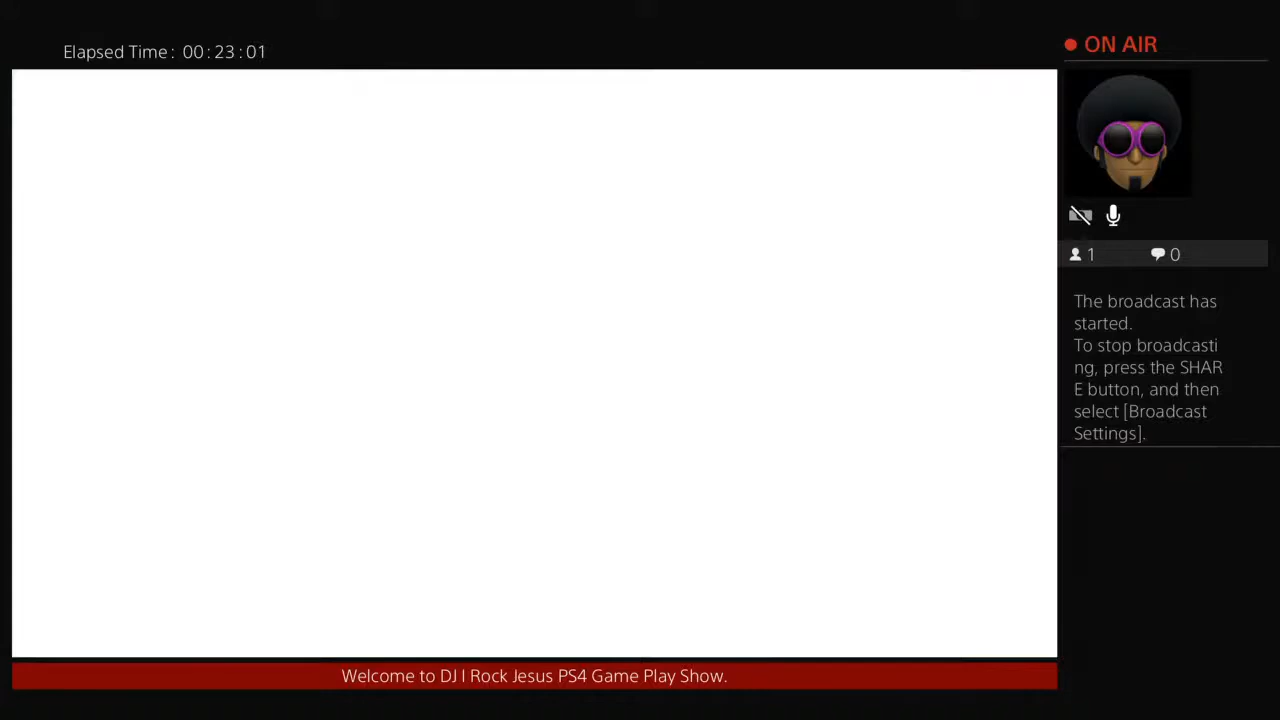 Elapsed Time: 00:23:01
ON AIR
1
0
The broadcast has
started.
To stop broadcasti
ng, press the SHAR
E button, and then
select [Broadcast
Settings].
Welcome to DJ I Rock Jesus PS4 Game Play Show.